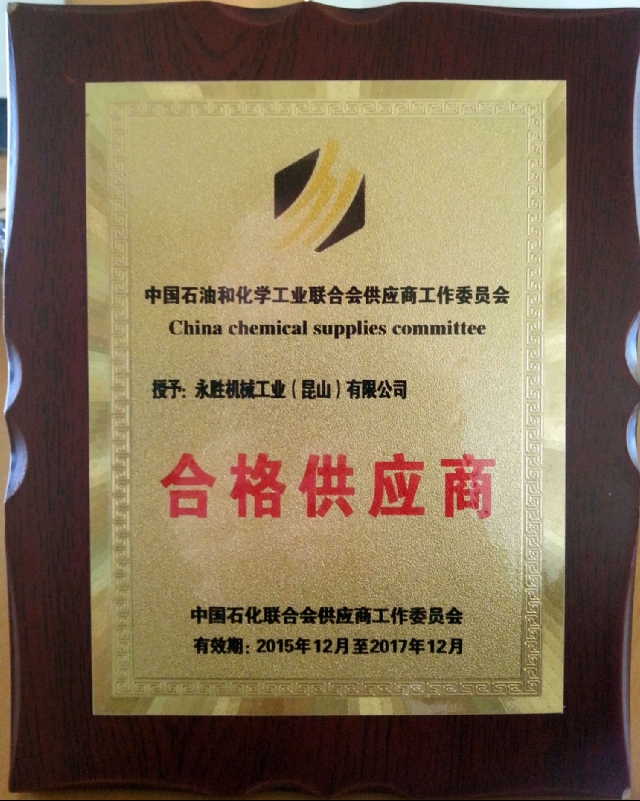 中国石油和化学工业联合会供应商工作委员会
China chemical supplies committee
授予：永胜机械工业（昆山）有限公司
合格供应商
中国石化联合会供应商工作委员会
有效期：2015年12月至2017年12月